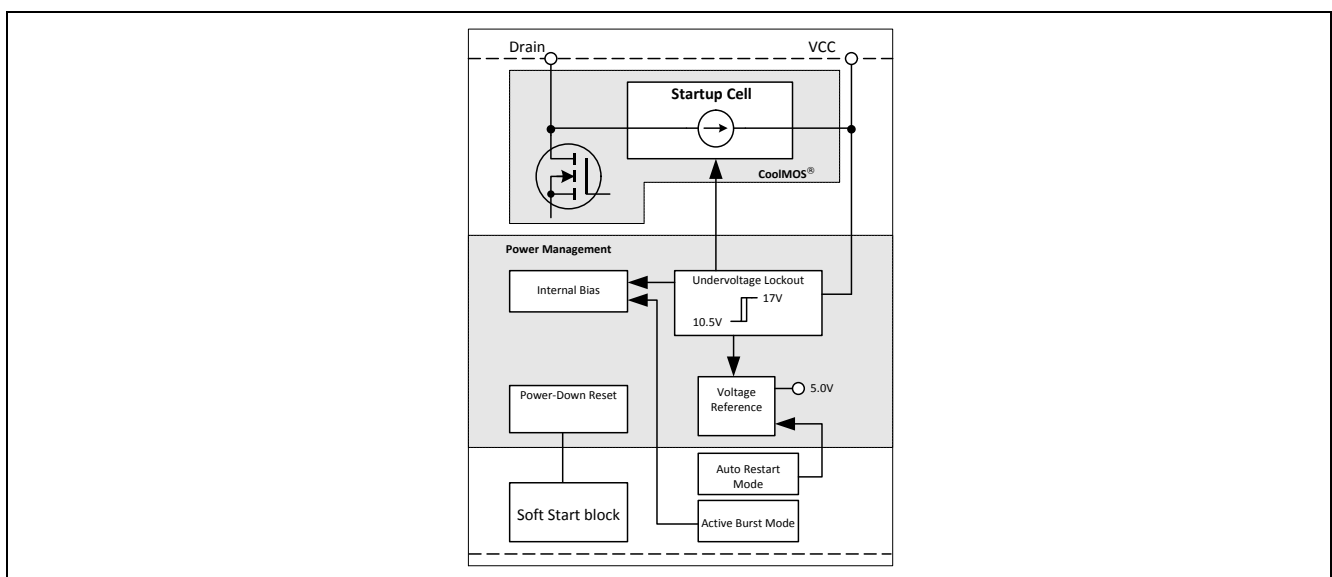 Drain
VCC
Startup Cell
CoolMOS®
Power Management
Internal Bias
Undervoltage Lockout
17V
10.5V
Power-Down Reset
Voltage
Reference
5.0V
Auto Restart
Mode
Soft Start block
Active Burst Mode